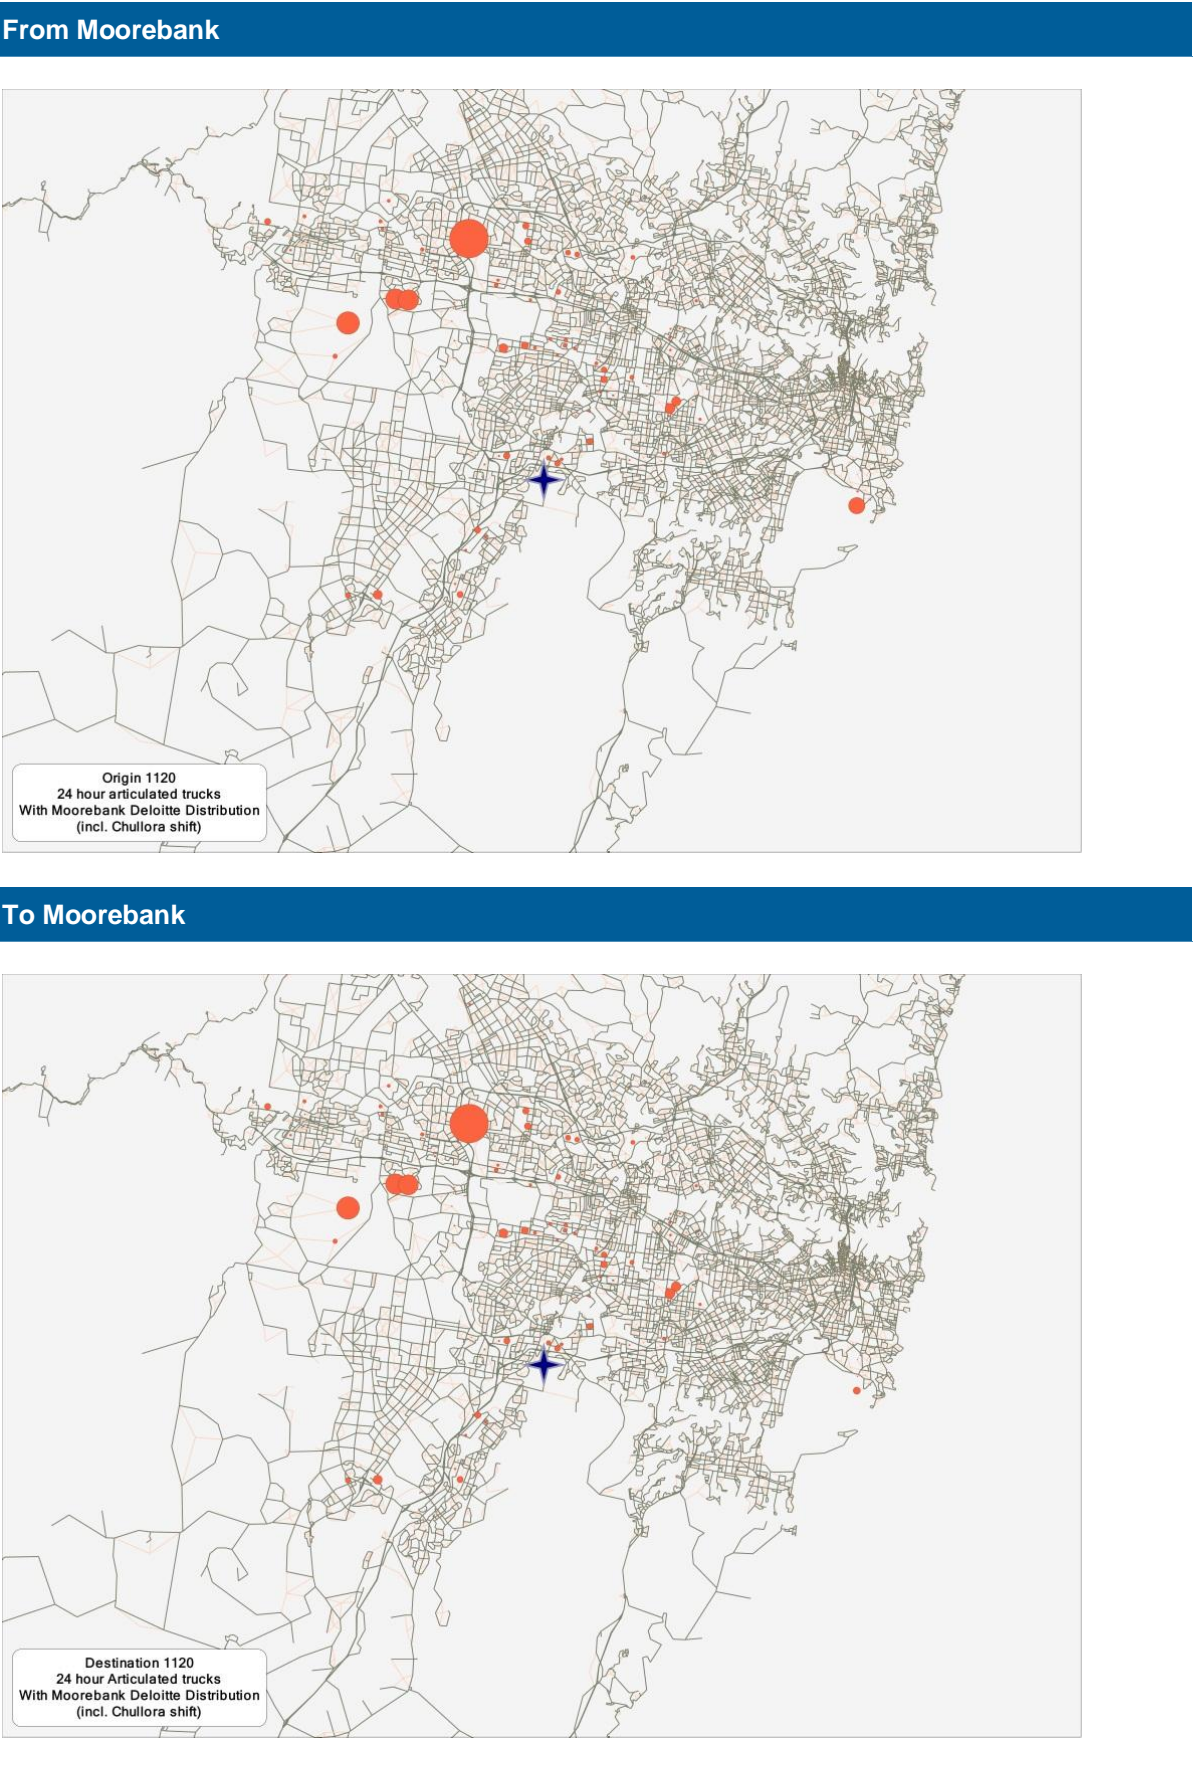 From Moorebank
Origin 1120
24 hour articulated trucks
With Moorebank Deloitte Distribution
(incl. Chullora shift)
To Moorebank
Destination 1120
24 hour Articulated trucks
With Moorebank Deloitte Distribution
(incl. Chullora shift)